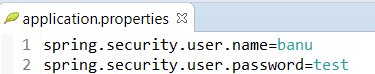 application.properties
1 spring.security.user.name=banu
2 spring.security.user.password=test